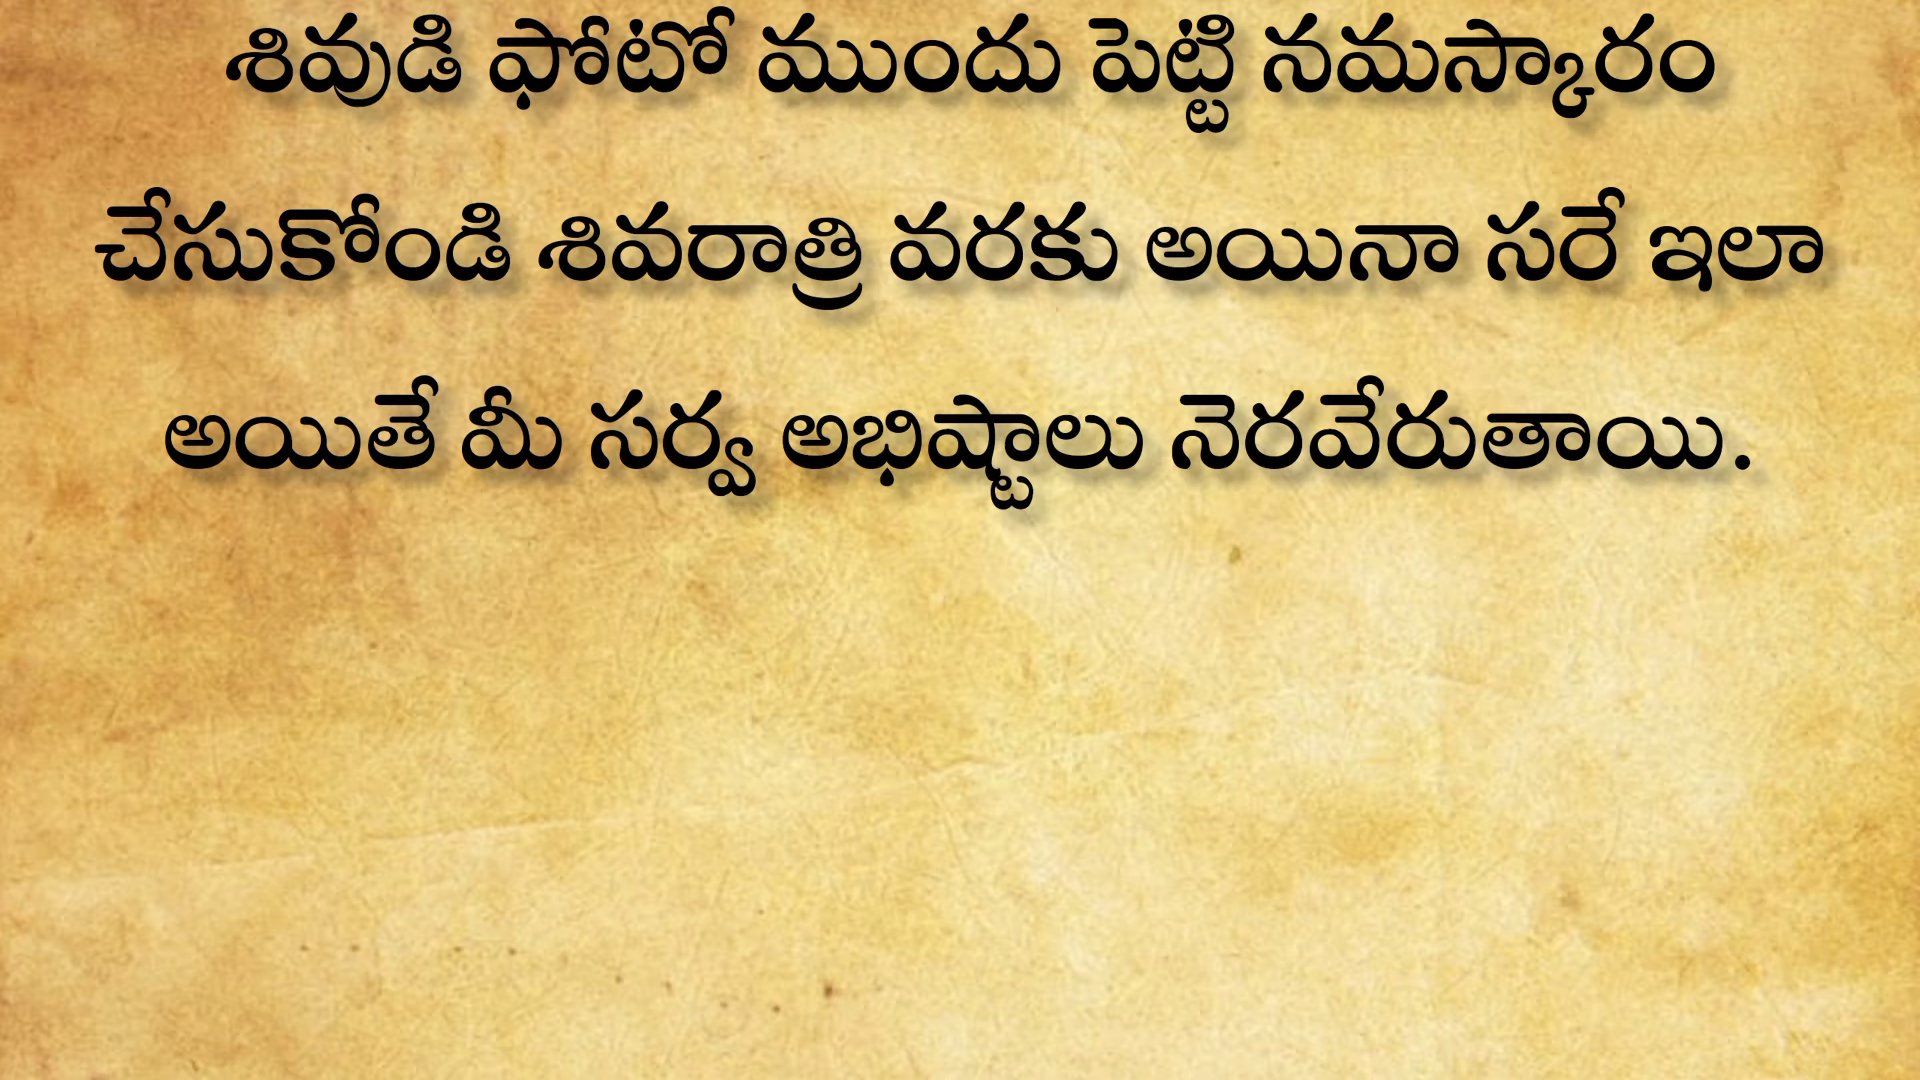 శివుడి ఫోటో ముందు పెట్టి నమస్కారం
చేసుకోండి శివరాత్రి వరకు అయినా సరే ఇలా
అయితే మీ సర్వ అభిష్టాలు నెరవేరుతాయి.